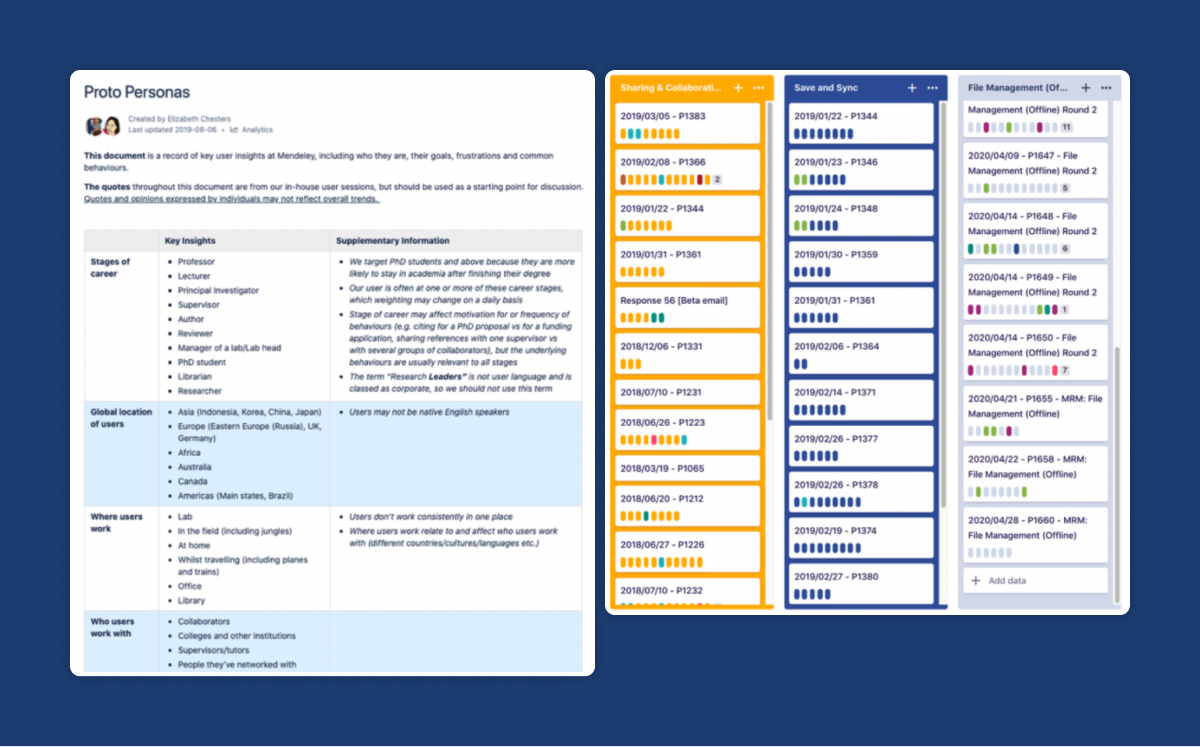 Proto Personas
Created by Elizabeth Chesters
Last updated 2019-08-06 • Analytics
This document is a record of key user insights at Mendeley, including who they are, their goals, frustrations and common
behaviours.
The quotes throughout this document are from our in-house user sessions, but should be used as a starting point for discussion.
Quotes and opinions expressed by individuals may not reflect overall trends.
Key Insights
Supplementary Information
Stages of
career
• Professor
• Lecturer
• Principal Investigator
• Supervisor
• Author
• Reviewer
• Manager of a lab/Lab head
• PhD student
• Librarian
• Researcher
• We target PhD students and above because they are more
likely to stay in academia after finishing their degree
• Our user is often at one or more of these career stages,
which weighting may change on a daily basis
• Stage of career may affect motivation for or frequency of
behaviours (e.g. citing for a PhD proposal vs for a funding
application, sharing references with one supervisor vs
with several groups of collaborators), but the underlying
behaviours are usually relevant to all stages
• The term "Research Leaders" is not user language and is
classed as corporate, so we should not use this term
Global location
of users
• Asia (Indonesia, Korea, China, Japan)
• Europe (Eastern Europe (Russia), UK,
Germany)
• Africa
• Australia
• Canada
• Americas (Main states, Brazil)
• Users may not be native English speakers
Where users
work
• Lab
• In the field (including jungles)
• At home
• Whilst travelling (including planes
and trains)
• Office
• Library
• Users don't work consistently in one place
• Where users work relate to and affect who users work
with (different countries/cultures/languages etc.)
Who users
work with
• Collaborators
• Colleges and other institutions
• Supervisors/tutors
• People they've networked with
Sharing & Collaborati... + •••
2019/03/05 - P1383
2019/02/08 - P1366
2
2019/01/22 - P1344
2019/01/31 - P1361
Response 56 [Beta email]
2018/12/06 - P1331
2018/07/10 - P1231
2018/06/26 - P1223
2018/03/19 - P1065
2018/06/20 - P1212
2018/06/27 - P1226
2018/07/10 - P1232
Save and Sync + •••
2019/01/22 - P1344
2019/01/23 - P1346
2019/01/24 - P1348
2019/01/30 - P1359
2019/01/31 - P1361
2019/02/06 - P1364
2019/02/14 - P1371
2019/02/26 - P1377
2019/02/26 - P1378
2019/02/19 - P1374
2019/02/27 - P1380
File Management (Of... + •••
Management (Offline) Round 2
11
2020/04/09 - P1647 - File
Management (Offline) Round 2
5
2020/04/14 - P1648 - File
Management (Offline) Round 2
6
2020/04/14 - P1649 - File
Management (Offline) Round 2
1
2020/04/14 - P1650 - File
Management (Offline) Round 2
7
2020/04/21 - P1655 - MRM: File
Management (Offline)
2020/04/22 - P1658 - MRM:
File Management (Offline)
2020/04/28 - P1660 - MRM:
File Management (Offline)
+ Add data